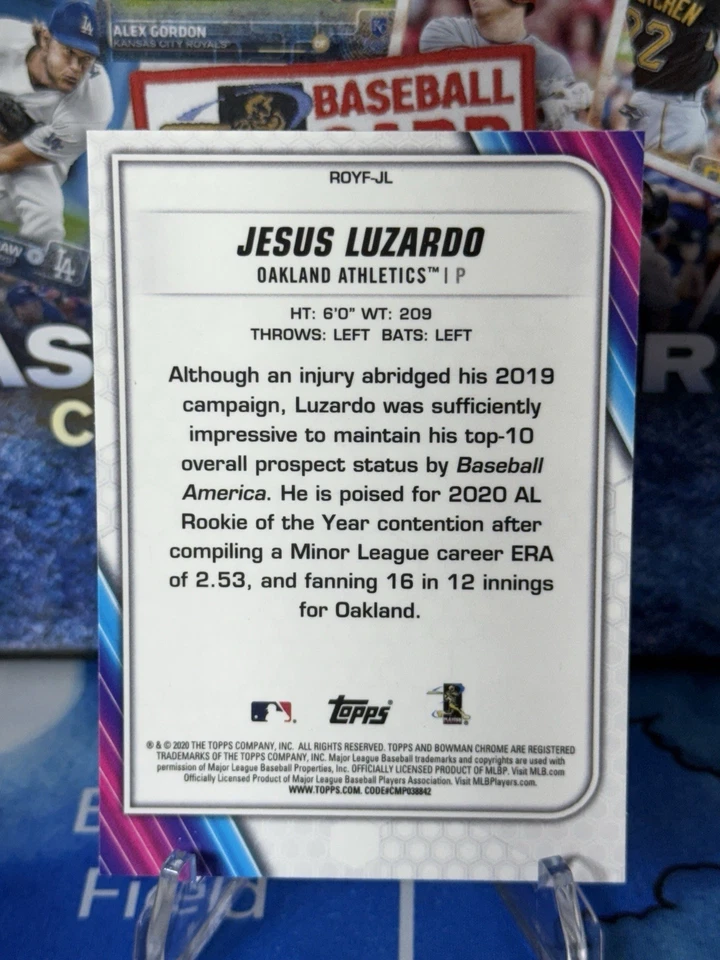 ALEX GORDON
KANSAS CITY ROYALS
BASEBALL
22
LA
AS
R
C
ROYF-JL
JESUS LUZARDO
OAKLAND ATHLETICS™ | P
HT: 6'0" WT: 209
THROWS: LEFT BATS: LEFT
Although an injury abridged his 2019
campaign, Luzardo was sufficiently
impressive to maintain his top-10
overall prospect status by Baseball
America. He is poised for 2020 AL
Rookie of the Year contention after
compiling a Minor League career ERA
of 2.53, and fanning 16 in 12 innings
for Oakland.
Topps
® & © 2020 THE TOPPS COMPANY, INC. ALL RIGHTS RESERVED. TOPPS AND BOWMAN CHROME ARE REGISTERED
TRADEMARKS OF THE TOPPS COMPANY, INC. Major League Baseball trademarks and copyrights are used with
permission of Major League Baseball Properties, Inc. OFFICIALLY LICENSED PRODUCT OF MLBP. Visit MLB.com
Officially Licensed Product of Major League Baseball Players Association. Visit MLBPlayers.com.
WWW.TOPPS.COM. CODE#CMP038842
Field